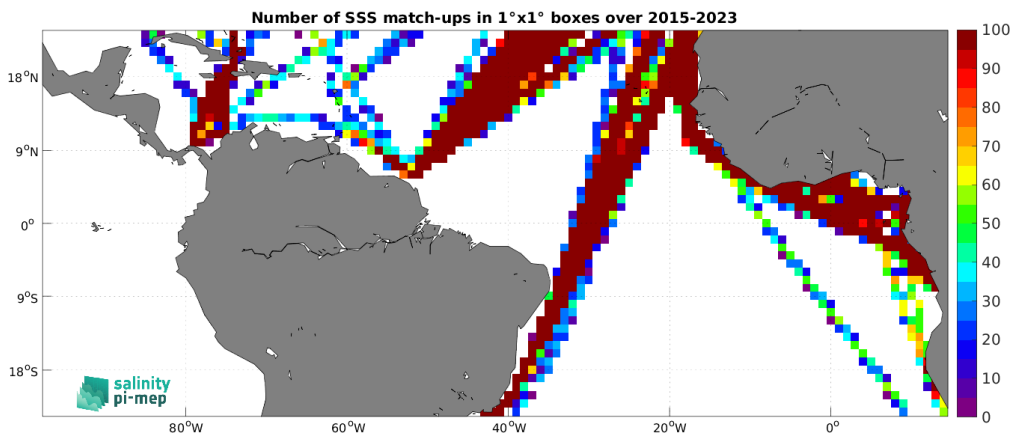 Number of SSS match-ups in 1°x1° boxes over 2015-2023
100
90
80
70
60
50
40
30
20
10
0
18°N
9°N
0°
9°S
18°S
salinity
pi-mep
80°W
60°W
40°W
20°W
0°